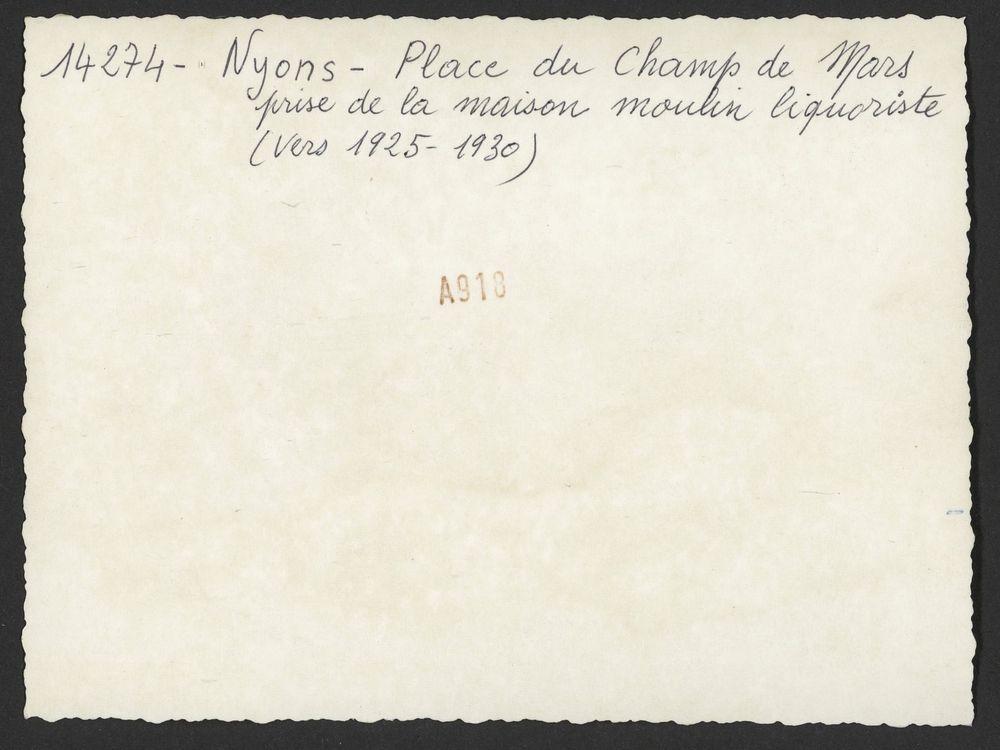 14274- Nyons - Place du Champ de Mars
prise de la maison moulin liquoriste
(Vers 1925- 1930)
A918